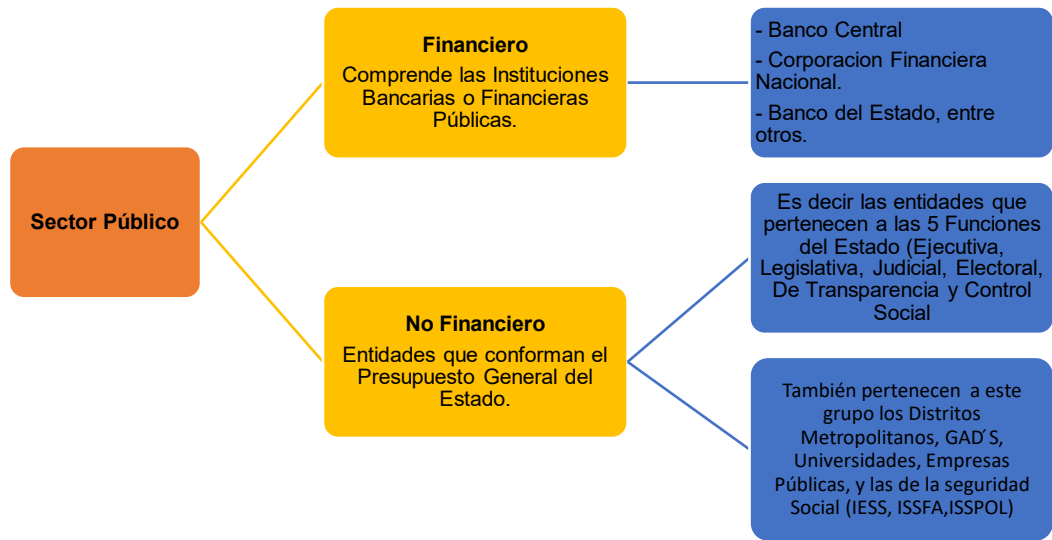 Sector Público
Financiero
Comprende las Instituciones
Bancarias o Financieras
Públicas.
- Banco Central
- Corporacion Financiera
Nacional.
- Banco del Estado, entre
otros.
No Financiero
Entidades que conforman el
Presupuesto General del
Estado.
Es decir las entidades que
pertenecen a las 5 Funciones
del Estado (Ejecutiva,
Legislativa, Judicial, Electoral,
De Transparencia y Control
Social
También pertenecen a este
grupo los Distritos
Metropolitanos, GAD´S,
Universidades, Empresas
Públicas, y las de la seguridad
Social (IESS, ISSFA,ISSPOL)